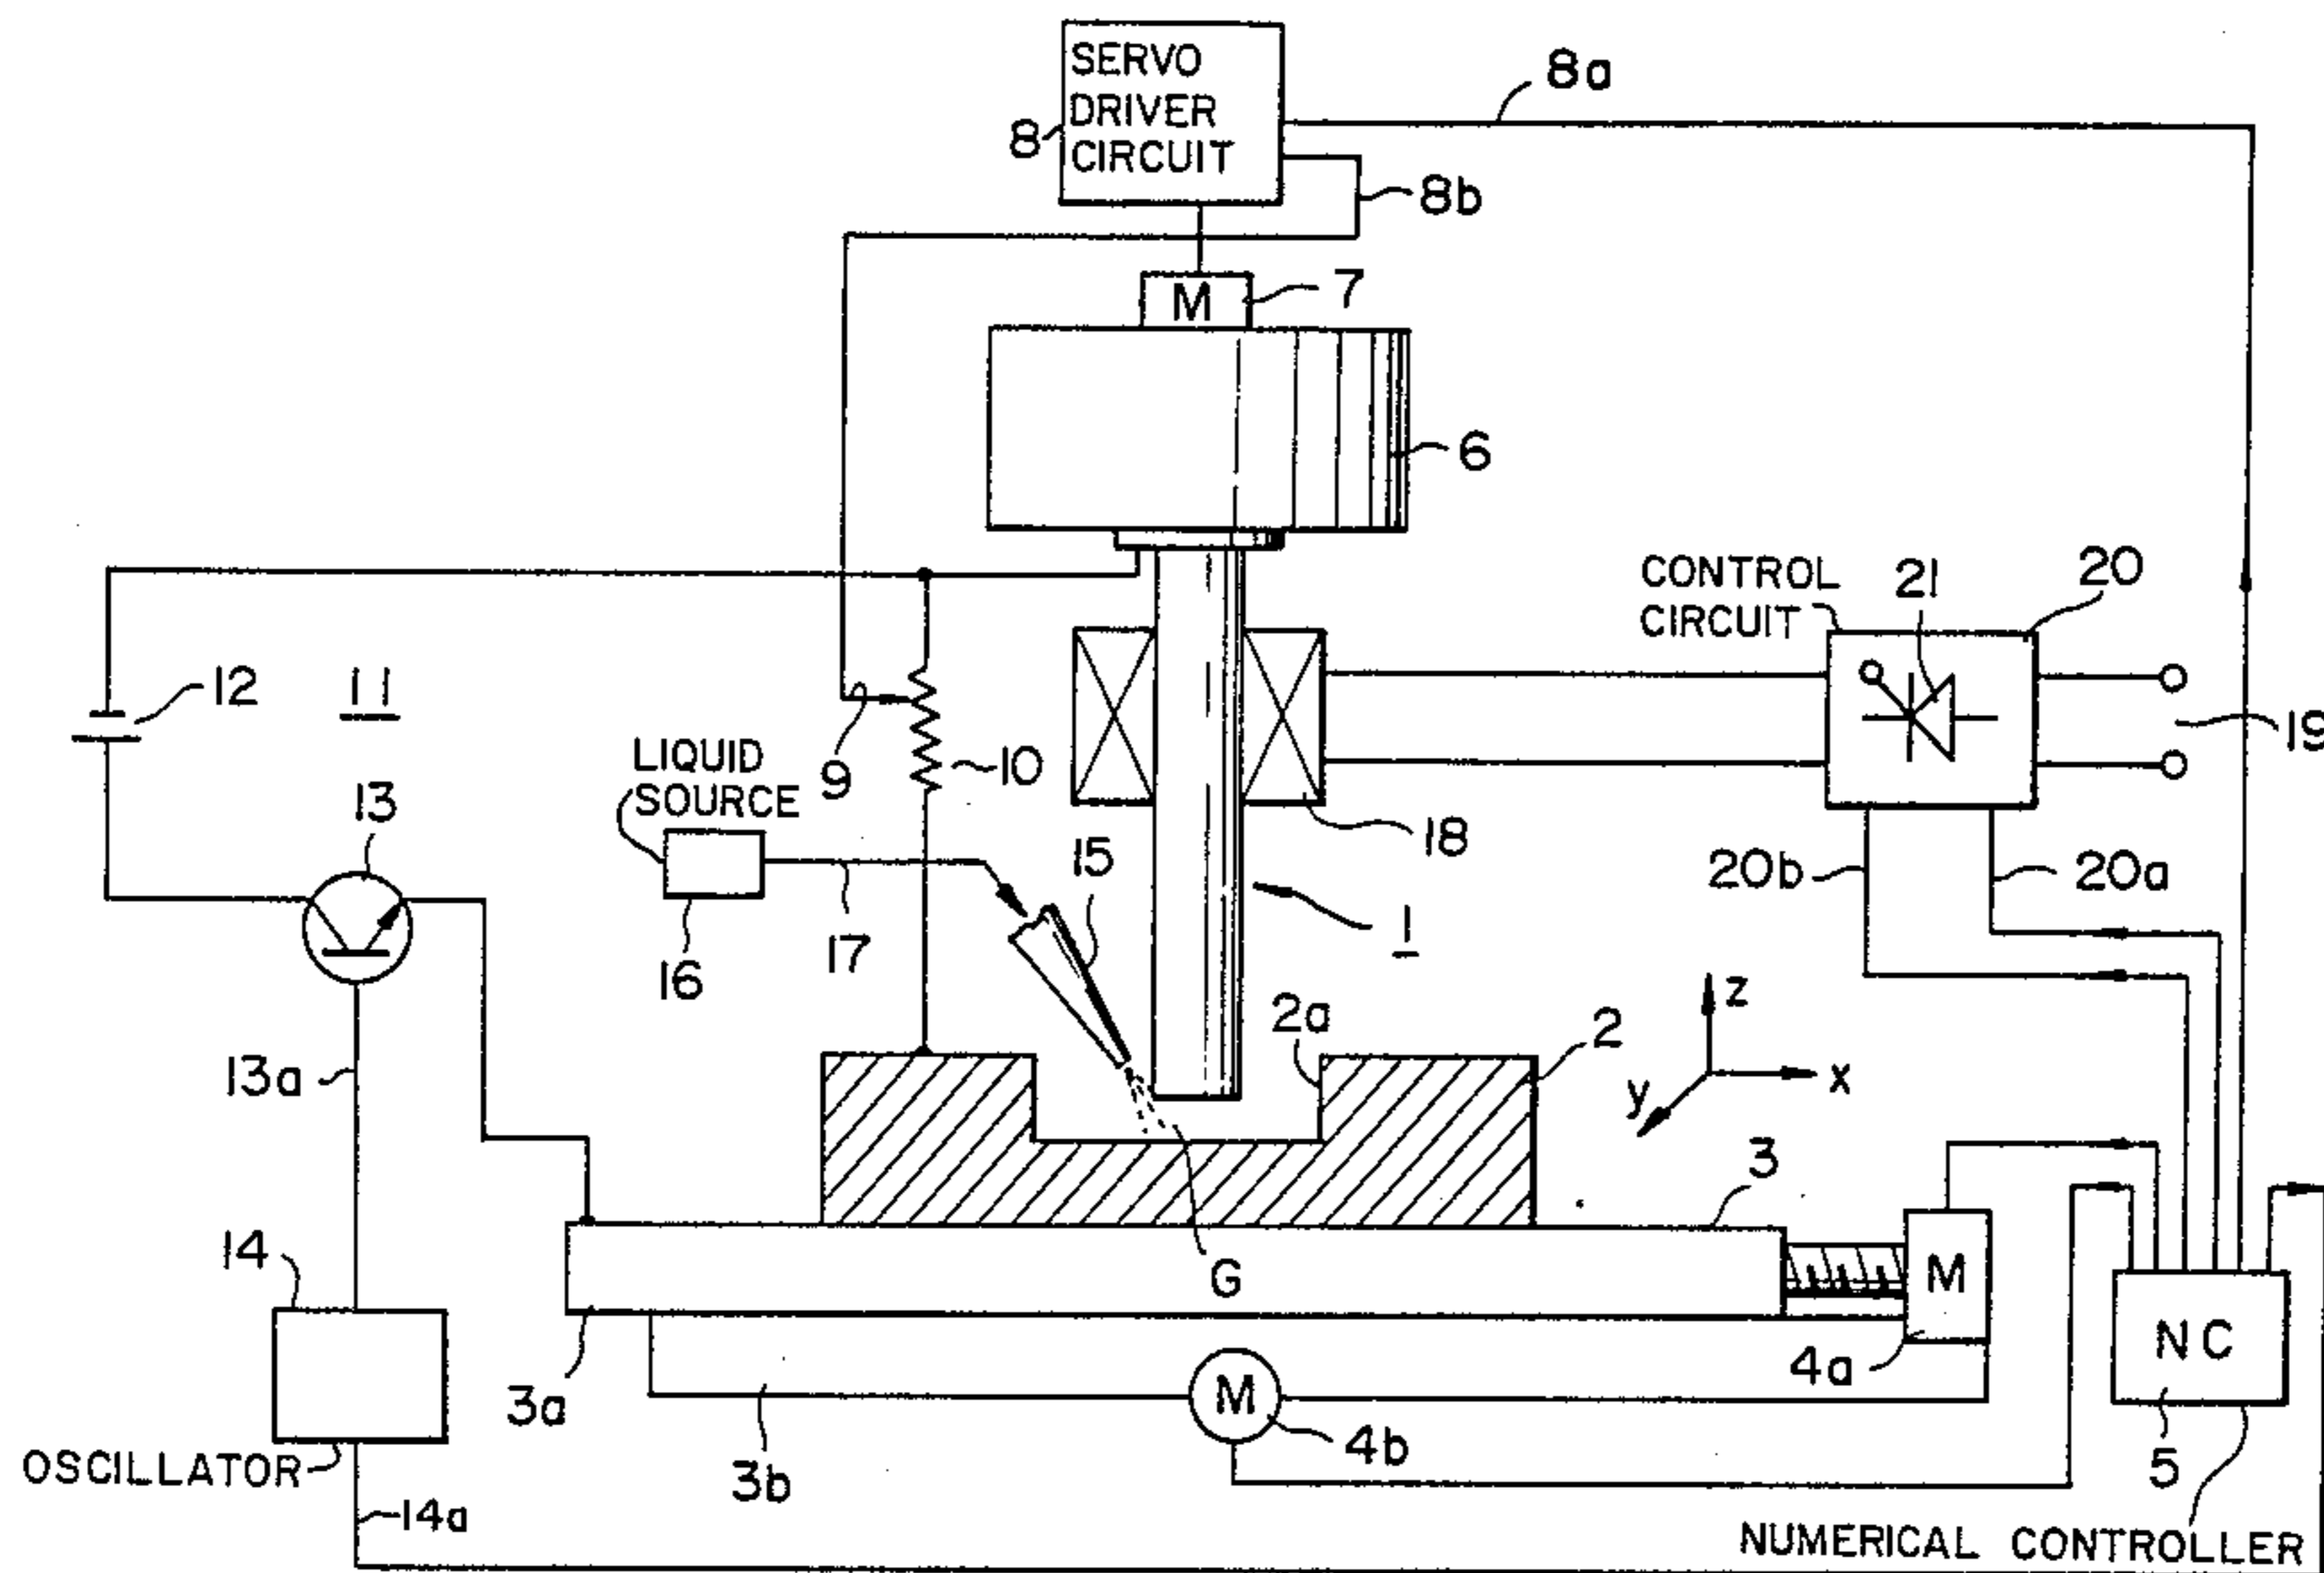 SERVO
DRIVER
CIRCUIT
8
8a
8b
M
7
6
CONTROL
CIRCUIT
21
20
12
11
LIQUID
SOURCE
9
10
19
13
15
18
20b
20a
1
16
17
2a
2
z
x
y
13a
3
14
G
M
4a
NC
3a
M
4b
3b
5
OSCILLATOR
14a
NUMERICAL CONTROLLER